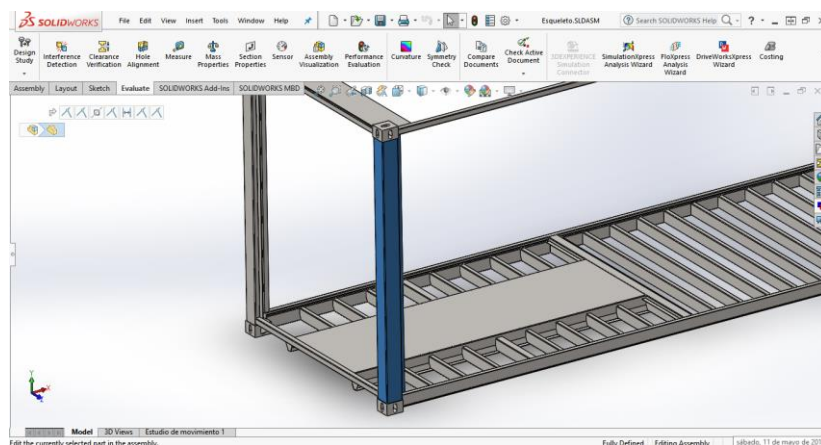 SOLIDWORKS File Edit View Insert Tools Window Help Esqueleto.SLDASM Search SOLIDWORKS Help
Design Study Interference Detection Clearance Verification Hole Alignment Measure Mass Properties Section Properties Sensor Assembly Visualization Performance Evaluation Curvature Symmetry Check Compare Documents Check Active Document 3DEXPERIENCE Simulation Connector SimulationXpress Analysis Wizard FloXpress Analysis Wizard DriveWorksXpress Wizard Costing
Assembly Layout Sketch Evaluate SOLIDWORKS Add-Ins SOLIDWORKS MBD
Model 3D Views Estudio de movimiento 1
Edit the currently selected part in the assembly. Fully Defined Editing Assembly sábado, 11 de mayo de 201